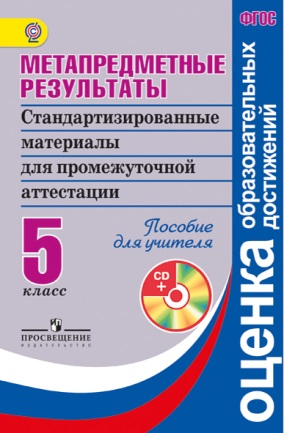 ФГОС
МЕТАПРЕДМЕТНЫЕ
РЕЗУЛЬТАТЫ
Стандартизированные
материалы
для промежуточной
аттестации
5
класс
Пособие
для учителя
CD
+
ПРОСВЕЩЕНИЕ
ИЗДАТЕЛЬСТВО
оценка
образовательных
достижений